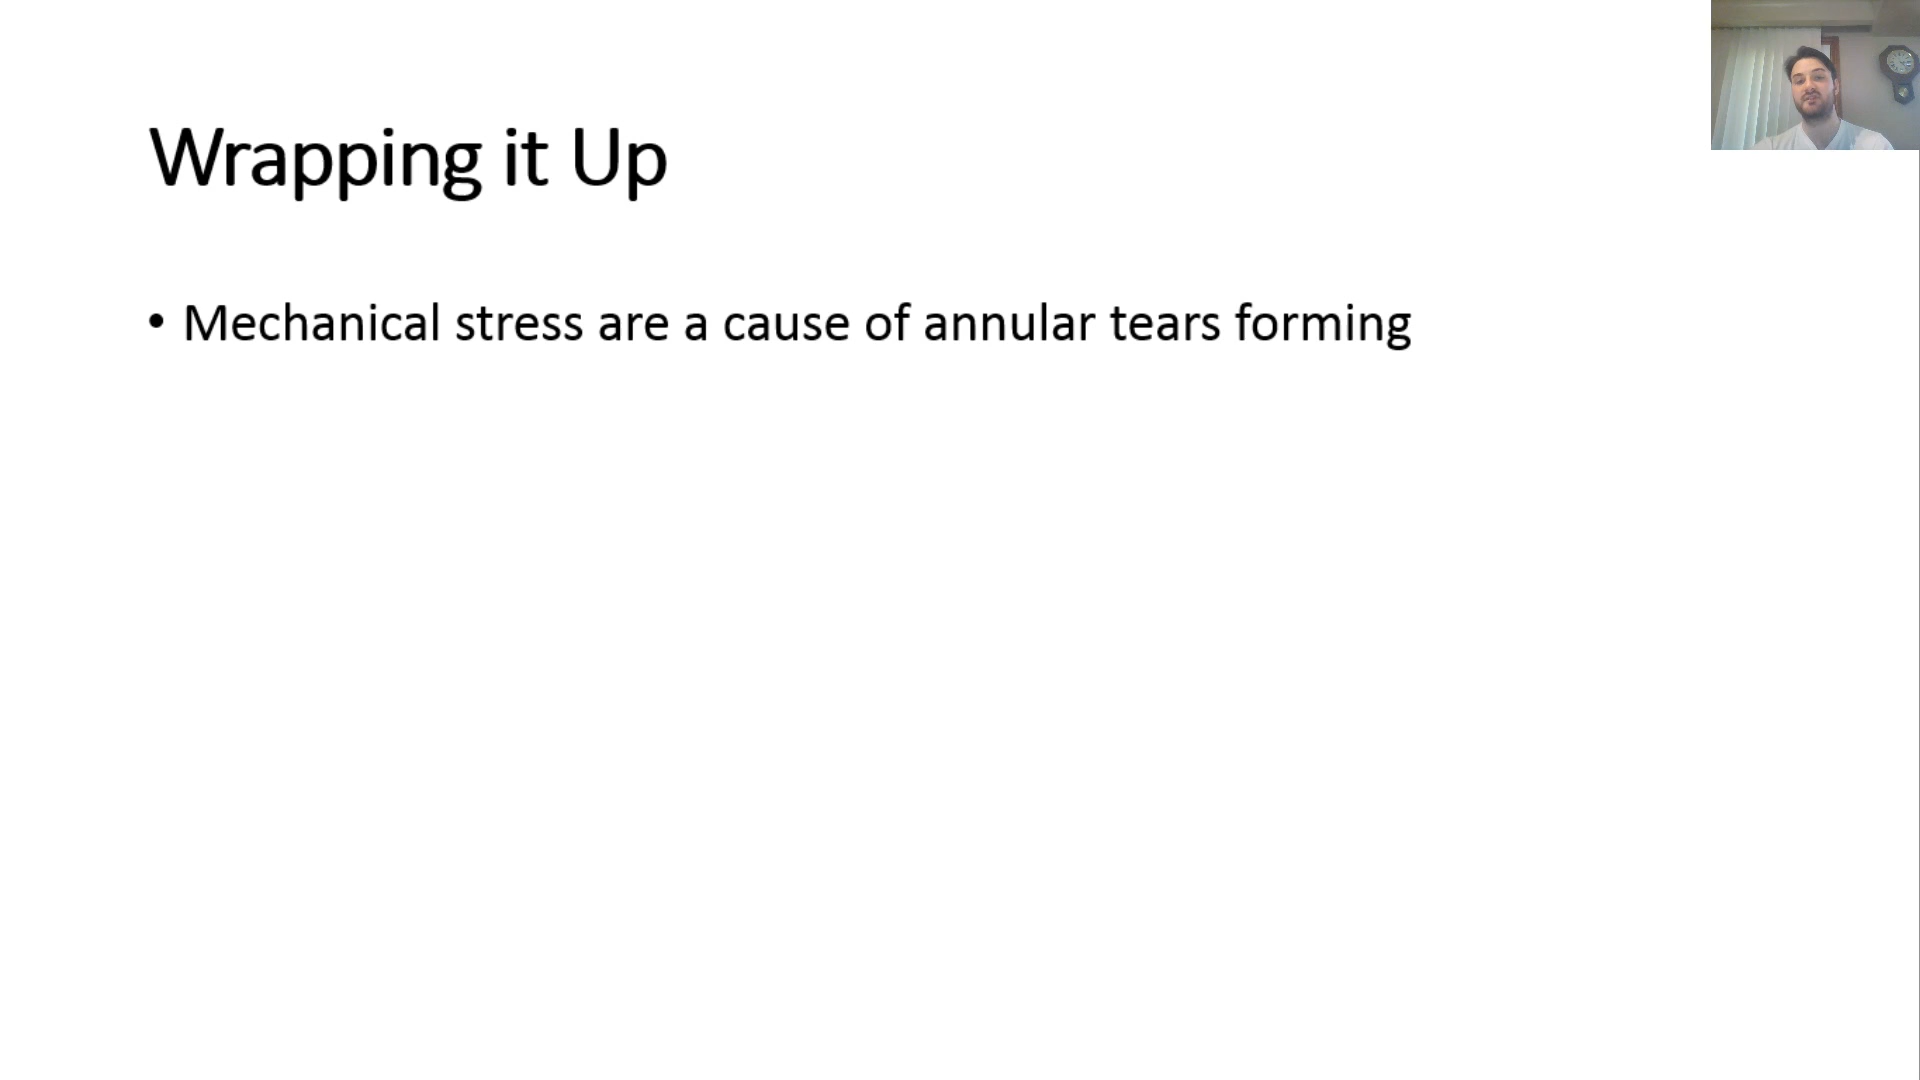 Wrapping it Up
• Mechanical stress are a cause of annular tears forming